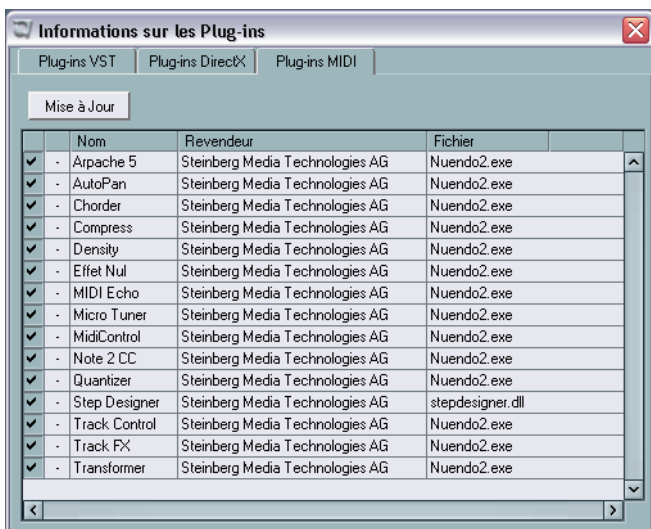 Informations sur les Plug-ins
Plug-ins VST Plug-ins DirectX Plug-ins MIDI
Mise à Jour
Nom Revendeur Fichier
Arpache 5 Steinberg Media Technologies AG Nuendo2.exe
AutoPan Steinberg Media Technologies AG Nuendo2.exe
Chorder Steinberg Media Technologies AG Nuendo2.exe
Compress Steinberg Media Technologies AG Nuendo2.exe
Density Steinberg Media Technologies AG Nuendo2.exe
Effet Nul Steinberg Media Technologies AG Nuendo2.exe
MIDI Echo Steinberg Media Technologies AG Nuendo2.exe
Micro Tuner Steinberg Media Technologies AG Nuendo2.exe
MidiControl Steinberg Media Technologies AG Nuendo2.exe
Note 2 CC Steinberg Media Technologies AG Nuendo2.exe
Quantizer Steinberg Media Technologies AG Nuendo2.exe
Step Designer Steinberg Media Technologies AG stepdesigner.dll
Track Control Steinberg Media Technologies AG Nuendo2.exe
Track FX Steinberg Media Technologies AG Nuendo2.exe
Transformer Steinberg Media Technologies AG Nuendo2.exe